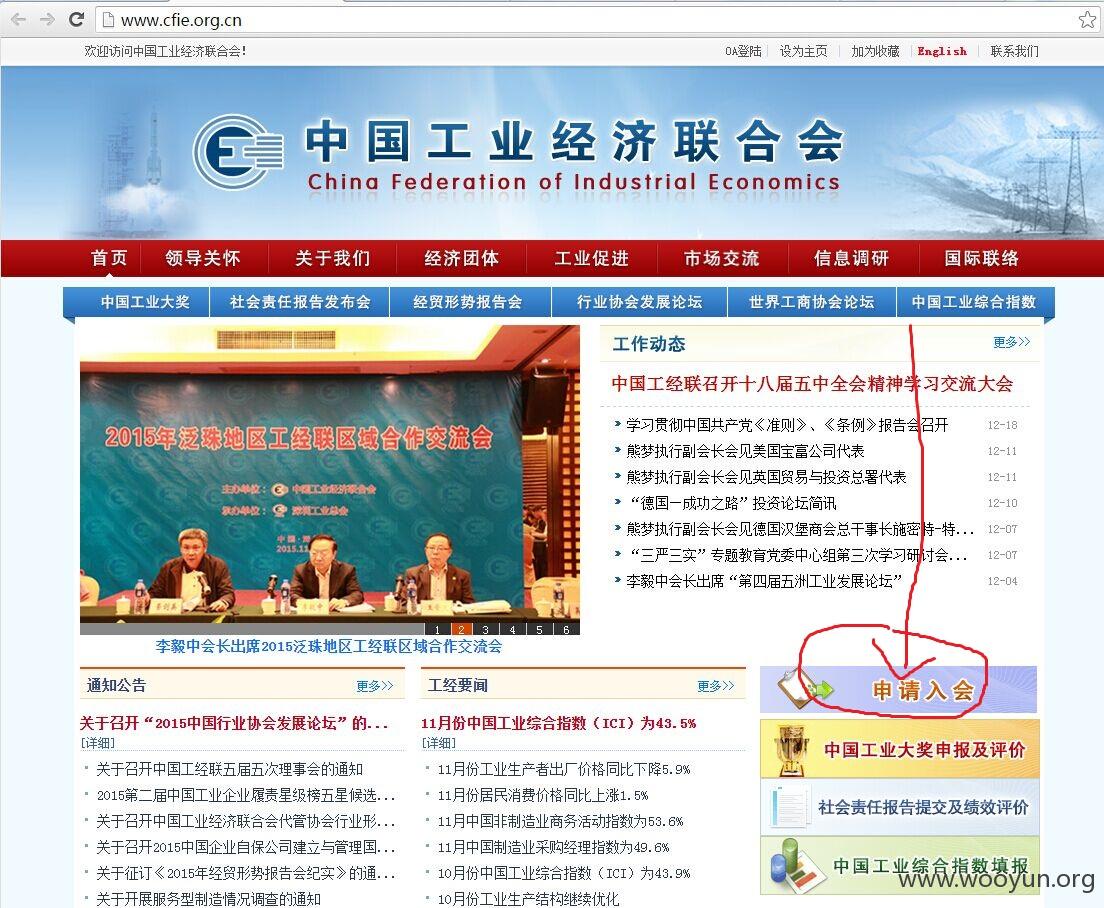 www.cfie.org.cn
欢迎访问中国工业经济联合会!
OA登陆 设为主页 加为收藏 English 联系我们
中国工业经济联合会
China Federation of Industrial Economics
首页 领导关怀 关于我们 经济团体 工业促进 市场交流 信息调研 国际联络
中国工业大奖 社会责任报告发布会 经贸形势报告会 行业协会发展论坛 世界工商协会论坛 中国工业综合指数
2015年泛珠地区工经联区域合作交流会
主办单位: 中国工业经济联合会
承办单位: 深圳工业总会
1 2 3 4 5 6
李毅中会长出席2015泛珠地区工经联区域合作交流会
工作动态 更多>>
中国工经联召开十八届五中全会精神学习交流大会
学习贯彻中国共产党《准则》、《条例》报告会召开 12-18
熊梦执行副会长会见美国宝富公司代表 12-11
熊梦执行副会长会见英国贸易与投资总署代表 12-11
“德国—成功之路”投资论坛简讯 12-10
熊梦执行副会长会见德国汉堡商会总干事长施密特-特... 12-07
“三严三实”专题教育党委中心组第三次学习研讨会... 12-07
李毅中会长出席“第四届五洲工业发展论坛” 12-04
通知公告 更多>>
关于召开“2015中国行业协会发展论坛”的...
[详细]
关于召开中国工经联五届五次理事会的通知
2015第二届中国工业企业履责星级榜五星候选...
关于召开中国工业经济联合会代管协会行业形...
关于召开2015中国企业自保公司建立与管理国...
关于征订《2015年经贸形势报告会纪实》的通...
关于开展服务型制造情况调查的通知
工经要闻 更多>>
11月份中国工业综合指数（ICI）为43.5%
[详细]
11月份工业生产者出厂价格同比下降5.9%
11月份居民消费价格同比上涨1.5%
11月中国非制造业商务活动指数为53.6%
11月中国制造业采购经理指数为49.6%
10月份中国工业综合指数（ICI）为43.9%
10月份工业生产结构继续优化
申请入会
中国工业大奖申报及评价
社会责任报告提交及绩效评价
中国工业综合指数填报
www.wooyun.org